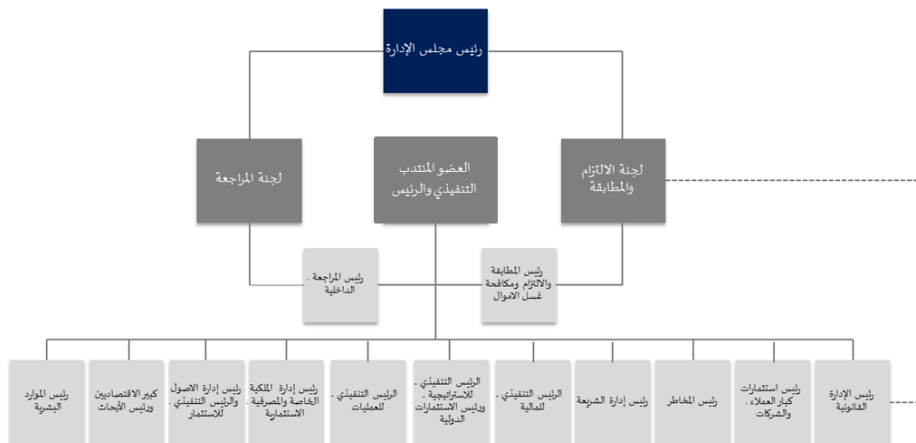 رئيس مجلس الإدارة
لجنة الالتزام
والمطابقة
العضو المنتدب
التنفيذي والرئيس
لجنة المراجعة
رئيس المطابقة
والالتزام ومكافحة
غسل الاموال
رئيس المراجعة .
الداخلية
رئيس الإدارة
القانونية
رئيس استثمارات
كبار العملاء .
والشركات
رئيس المخاطر
رئيس إدارة الشريعة
الرئيس التنفيذي .
للمالية
الرئيس التنفيذي .
للاستراتيجية .
ورئيس الاستثمارات
الدولية
الرئيس التنفيذي .
للعمليات
رئيس إدارة الملكية
الخاصة والمصرفية .
الاستثمارية
رئيس إدارة الاصول
والرئيس التنفيذي .
للاستثمار
كبير الاقتصاديين
ورئيس الأبحاث
رئيس الموارد
البشرية